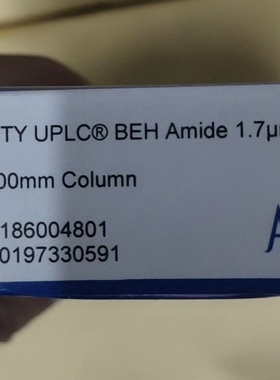 TY UPLC® BEH Amide 1.7µ
00mm Column
186004801
0197330591
A